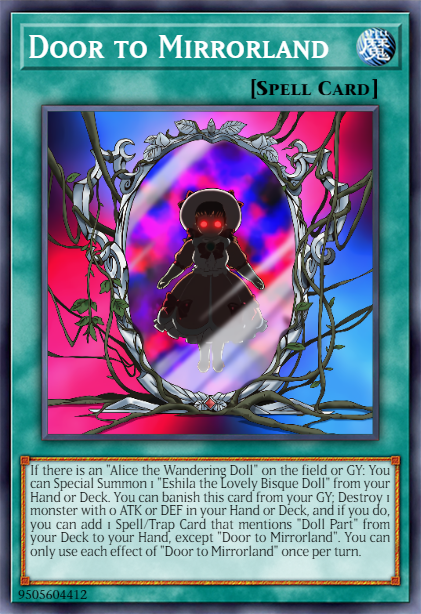 Door to Mirrorland
魔
[Spell Card]
If there is an "Alice the Wandering Doll" on the field or GY: You
can Special Summon 1 "Eshila the Lovely Bisque Doll" from your
Hand or Deck. You can banish this card from your GY; Destroy 1
monster with 0 ATK or DEF in your Hand or Deck, and if you do,
you can add 1 Spell/Trap Card that mentions "Doll Part" from
your Deck to your Hand, except "Door to Mirrorland". You can
only use each effect of "Door to Mirrorland" once per turn.
9505604412